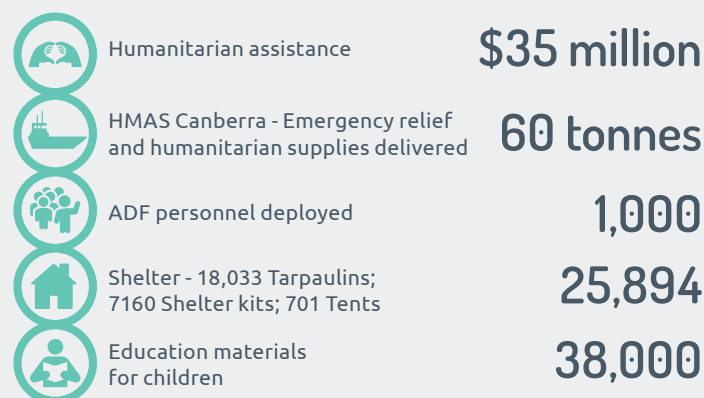 Humanitarian assistance
$35 million
HMAS Canberra - Emergency relief
and humanitarian supplies delivered
60 tonnes
ADF personnel deployed
1,000
Shelter - 18,033 Tarpaulins;
7160 Shelter kits; 701 Tents
25,894
Education materials
for children
38,000